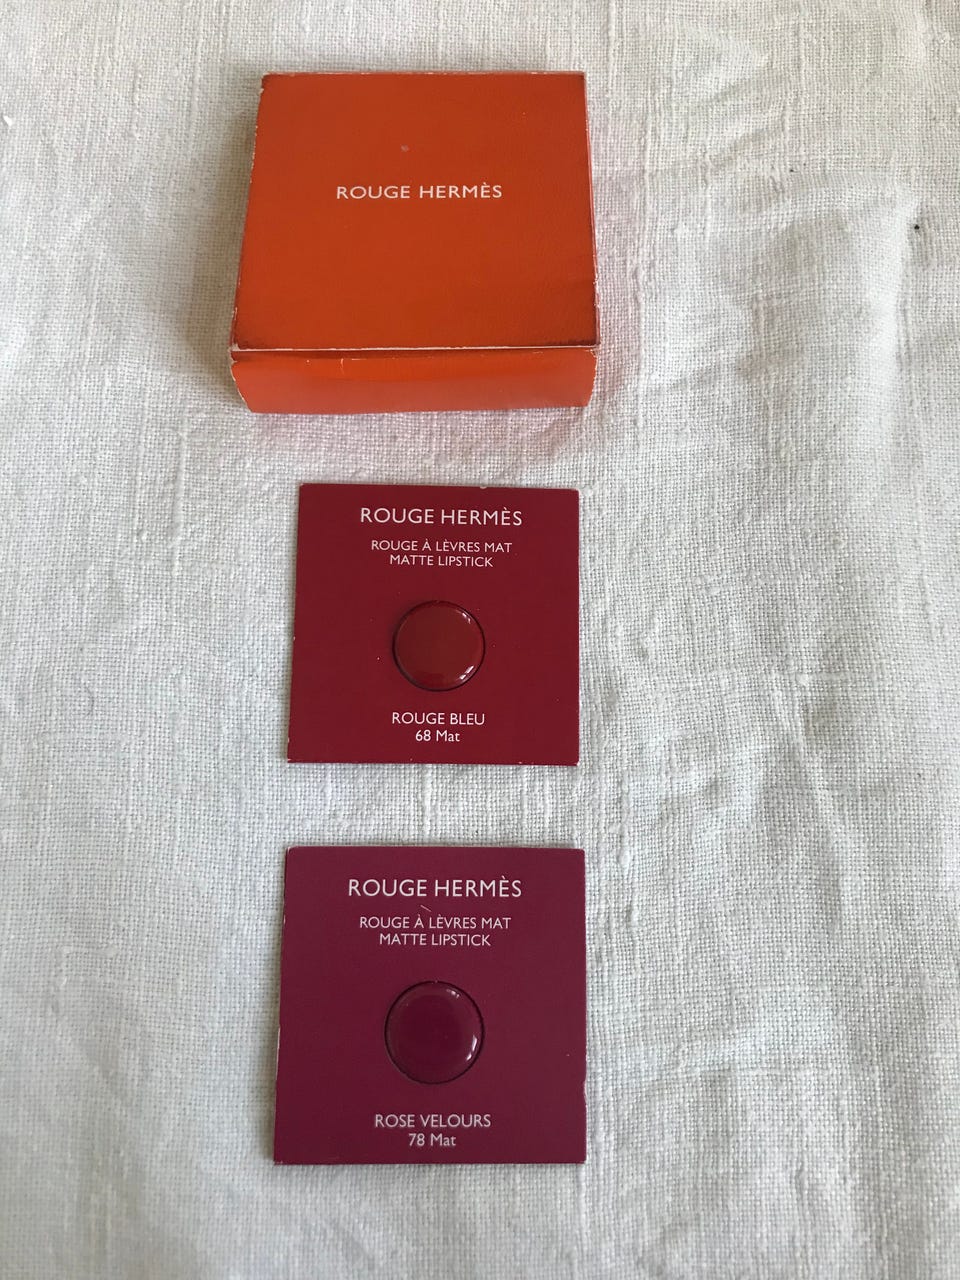 ROUGE HERMÈS
ROUGE HERMÈS
ROUGE À LÈVRES MAT
MATTE LIPSTICK
ROUGE BLEU
68 Mat
ROUGE HERMÈS
ROUGE À LÈVRES MAT
MATTE LIPSTICK
ROSE VELOURS
78 Mat